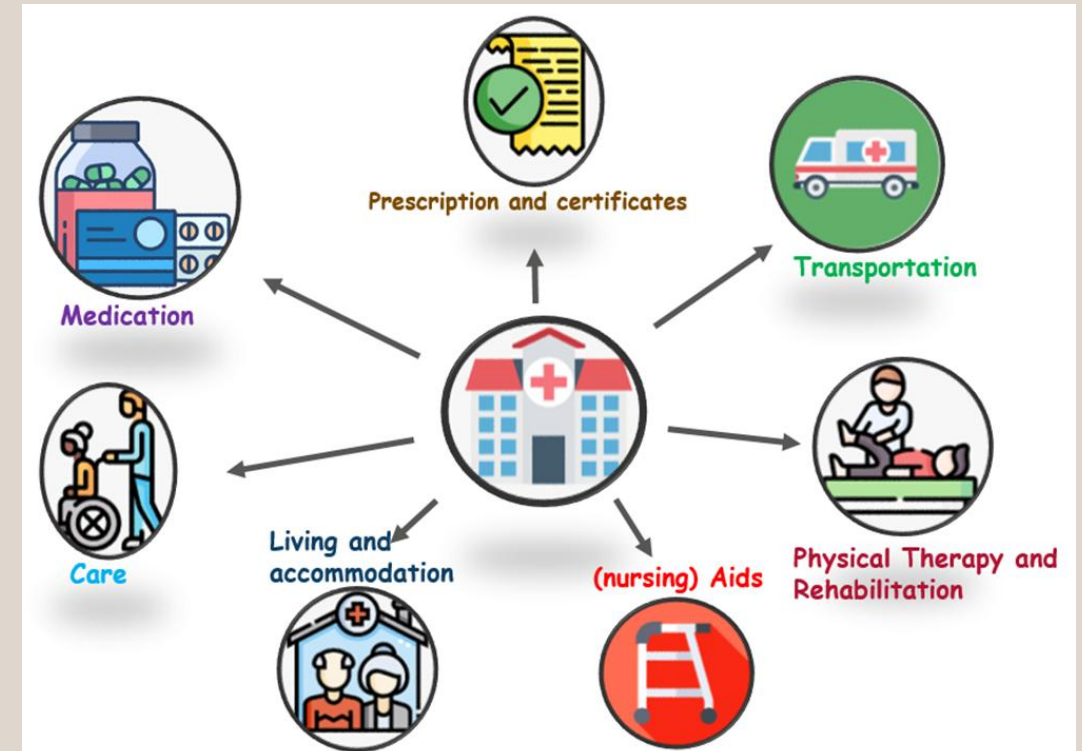 Prescription and certificates
Transportation
Medication
Physical Therapy and
Rehabilitation
(nursing) Aids
Living and
accommodation
Care